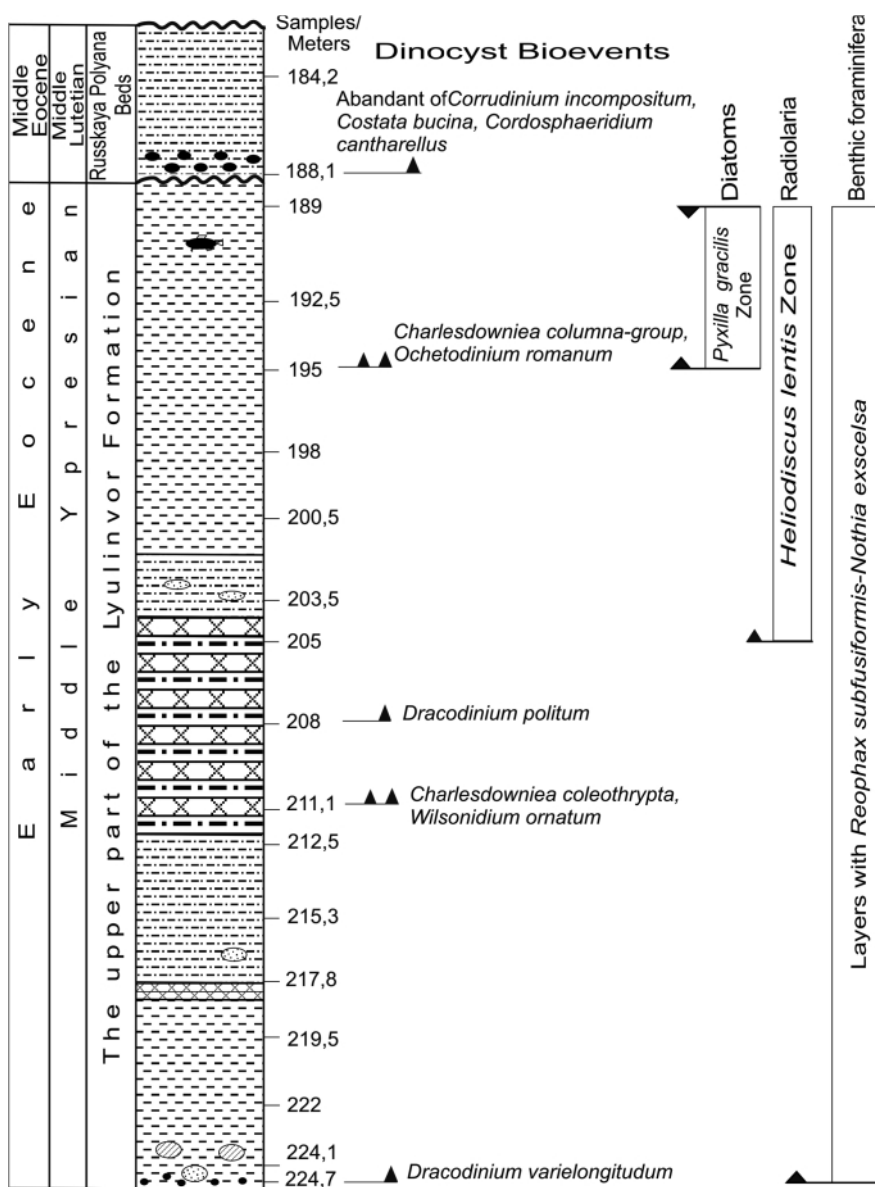 Samples/
Meters
Dinocyst Bioevents
Middle
Eocene
Middle
Lutetian
Russkaya Polyana
Beds
184,2
Abandant of Corrudinium incompositum,
Costata bucina, Cordosphaeridium
cantharellus
188,1
Diatoms
Radiolaria
Benthic foraminifera
Early Eocene
Middle Ypresian
The upper part of the Lyulinvor Formation
189
192,5
Charlesdowniea columna-group,
Ochetodinium romanum
195
Pyxilla gracilis
Zone
Heliodiscus lentis Zone
Layers with Reophax subfusiformis-Nothia exscelsa
198
200,5
203,5
205
208
Dracodinium politum
211,1
Charlesdowniea coleothrypta,
Wilsonidium ornatum
212,5
215,3
217,8
219,5
222
224,1
224,7
Dracodinium varielongitudum